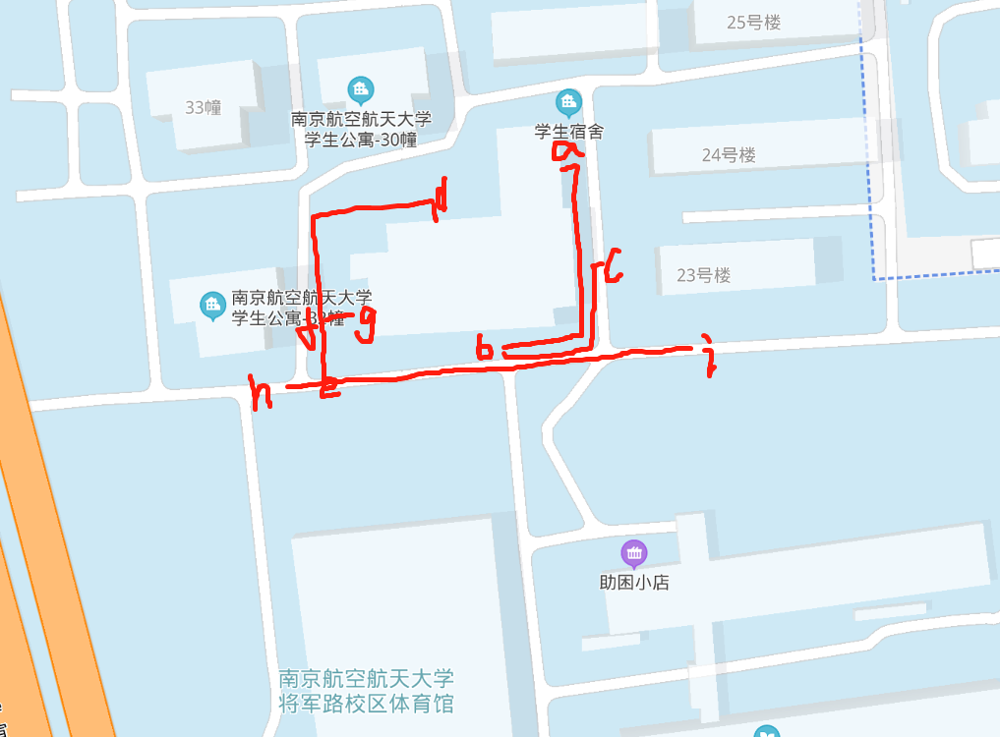 25号楼
33幢
南京航空航天大学
学生公寓-30幢
学生宿舍
a
24号楼
d
c
23号楼
南京航空航天大学
学生公寓-32幢
f
g
b
i
h
e
助困小店
南京航空航天大学
将军路校区体育馆